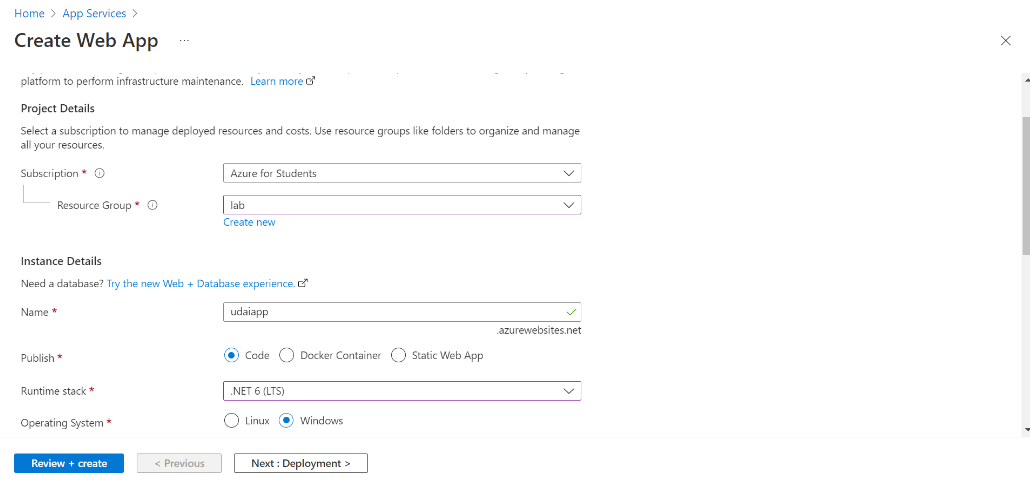 Home > App Services >
Create Web App ...
platform to perform infrastructure maintenance. Learn more
Project Details
Select a subscription to manage deployed resources and costs. Use resource groups like folders to organize and manage
all your resources.
Subscription * Azure for Students
Resource Group * lab
Create new
Instance Details
Need a database? Try the new Web + Database experience.
Name * udaiapp
.azurewebsites.net
Publish * Code Docker Container Static Web App
Runtime stack * .NET 6 (LTS)
Operating System * Linux Windows
Review + create < Previous Next : Deployment >